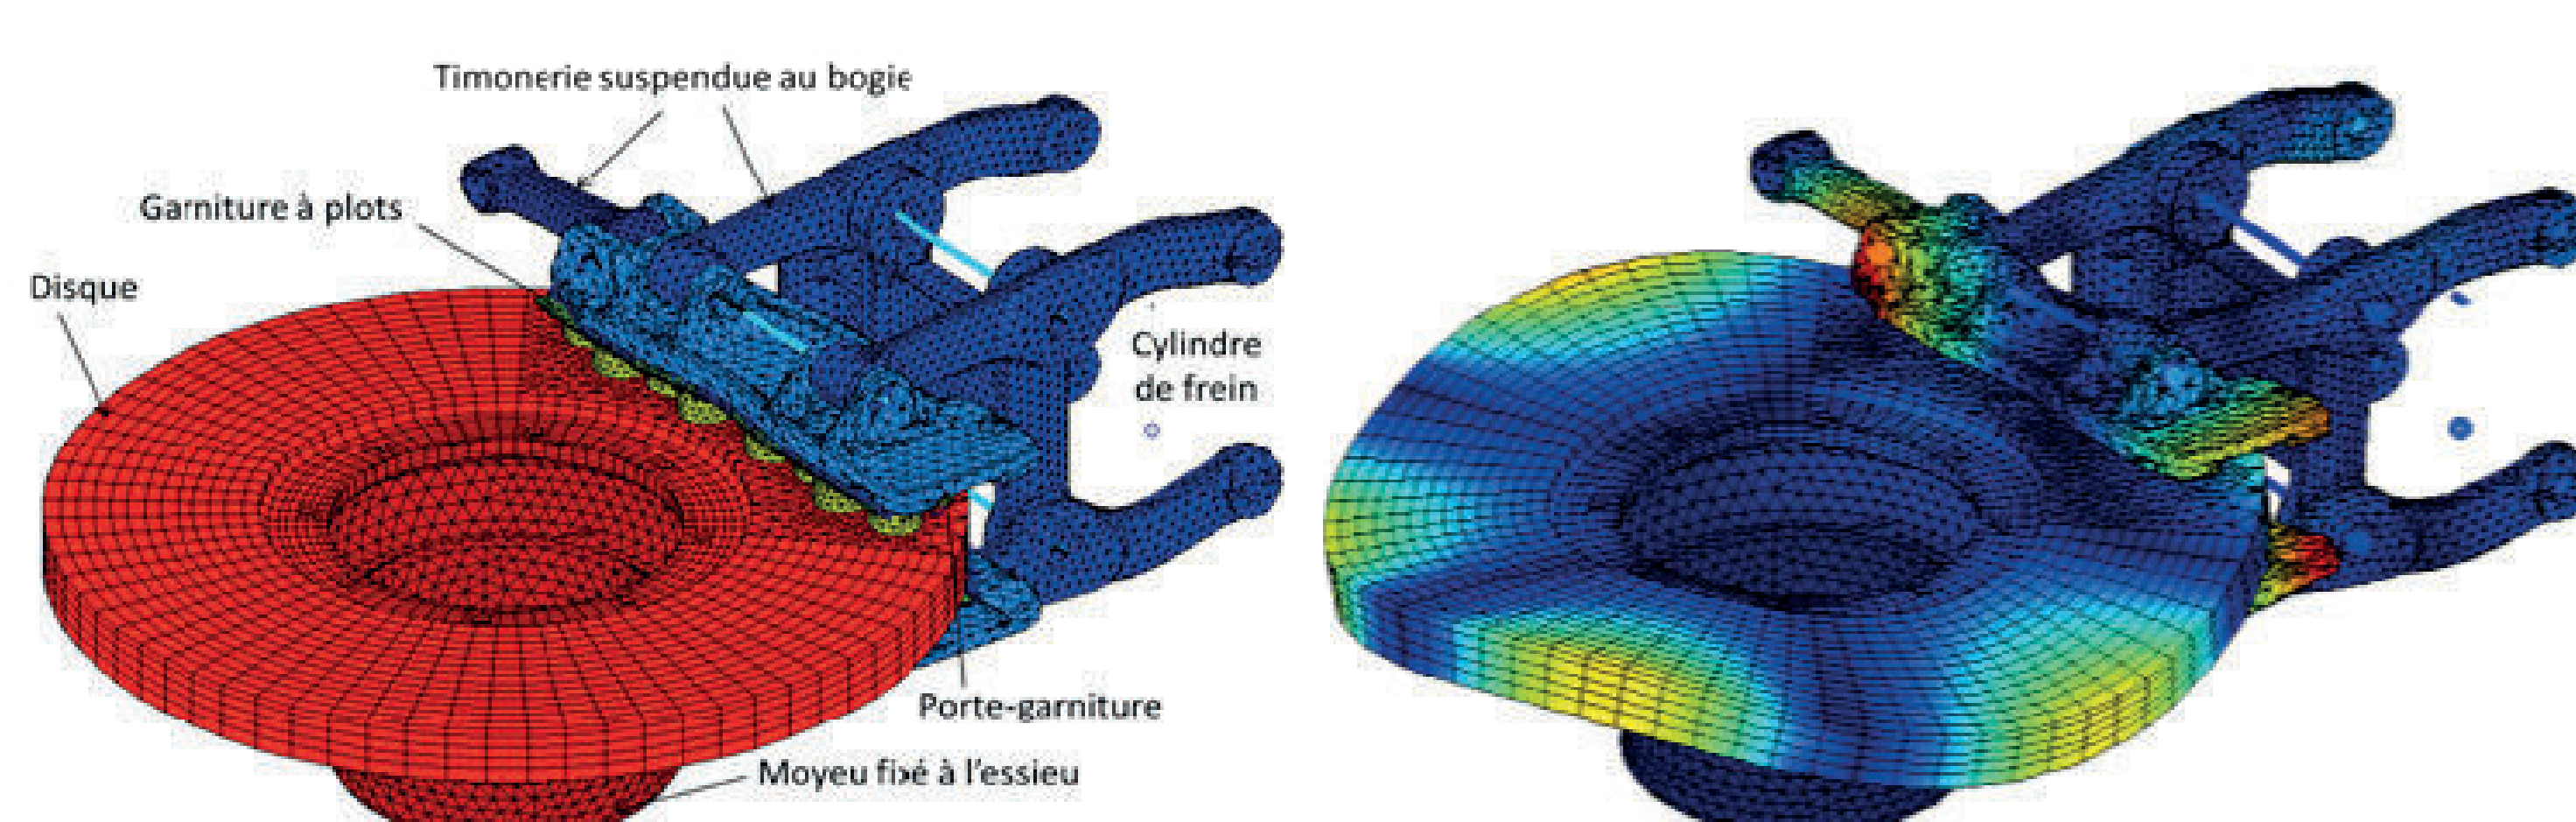 Timonerie suspendue au bogie
Garniture à plots
Disque
Cylindre
de frein
Porte-garniture
Moyeu fixé à l'essieu